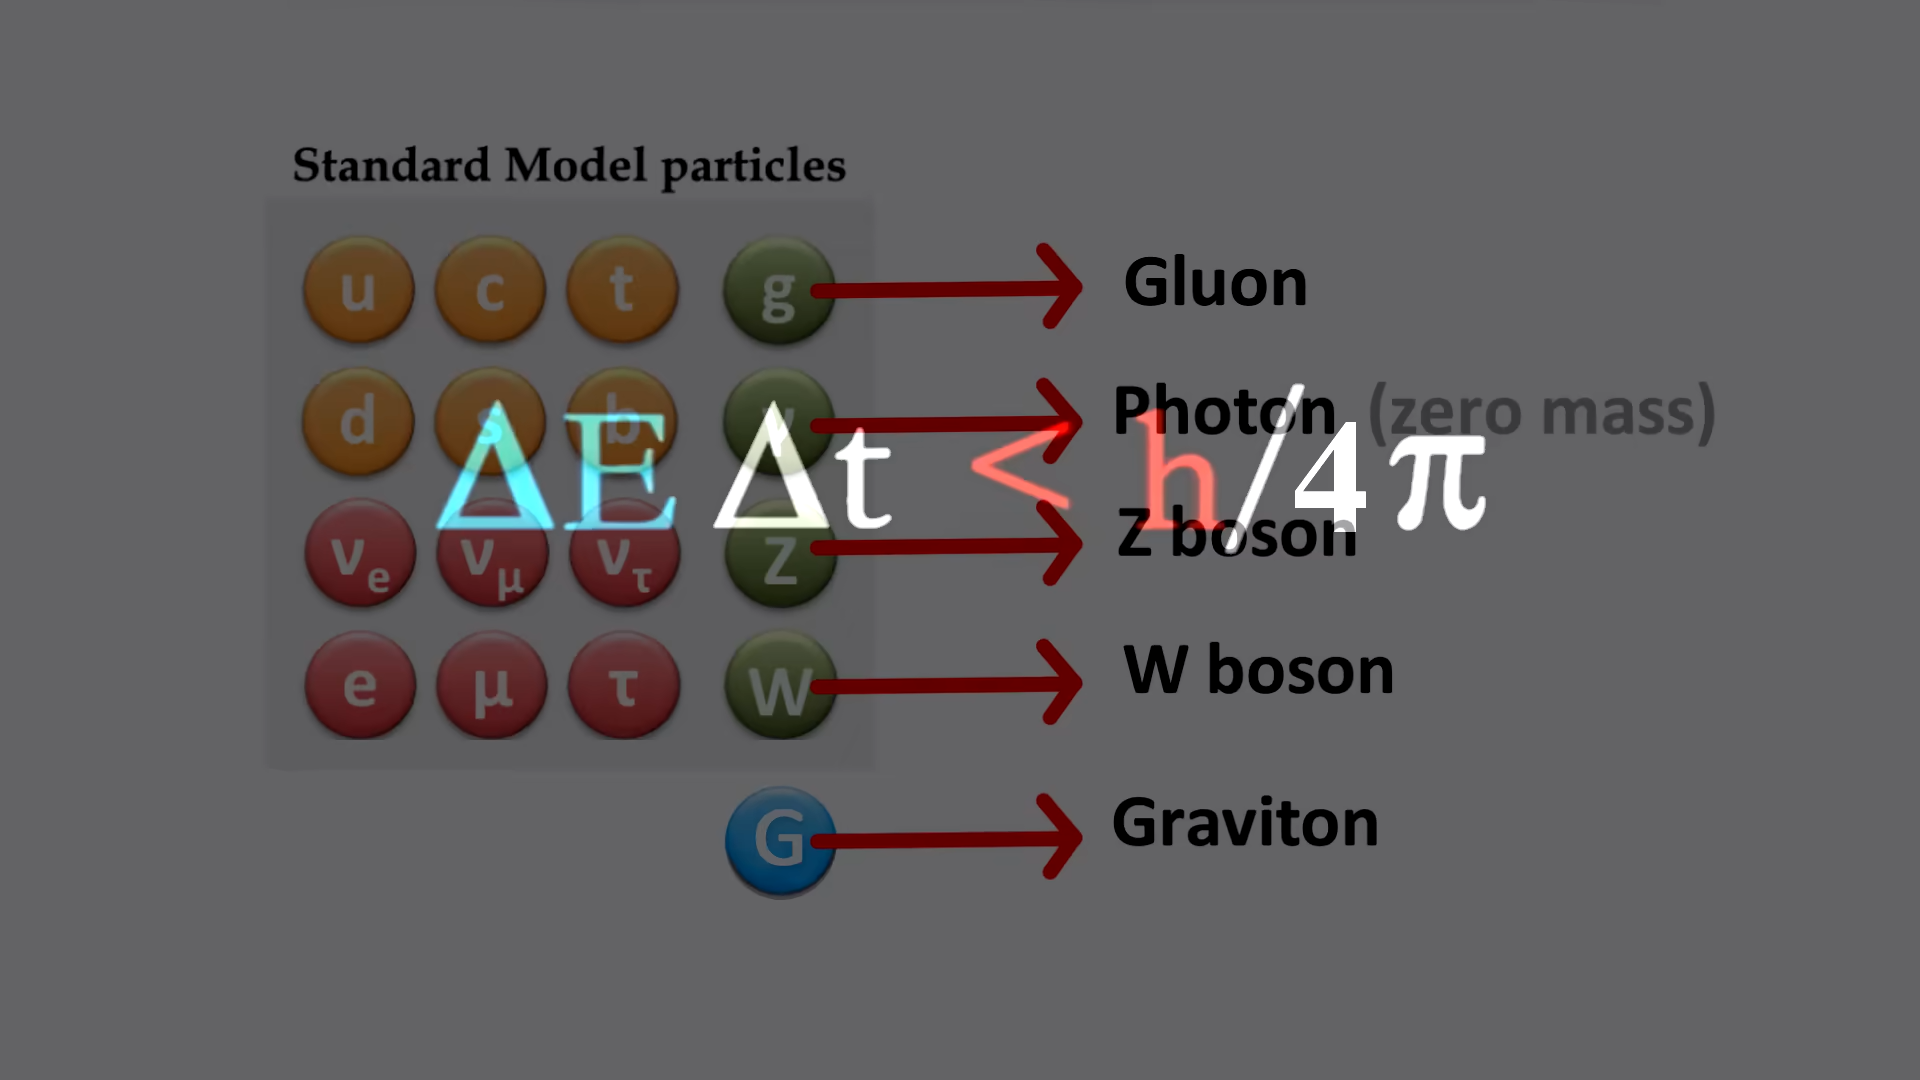 Standard Model particles
u c t g Gluon
d s b γ Photon (zero mass)
ΔE Δt < h/4π
νe νμ ντ Z Z boson
e μ τ W W boson
G Graviton